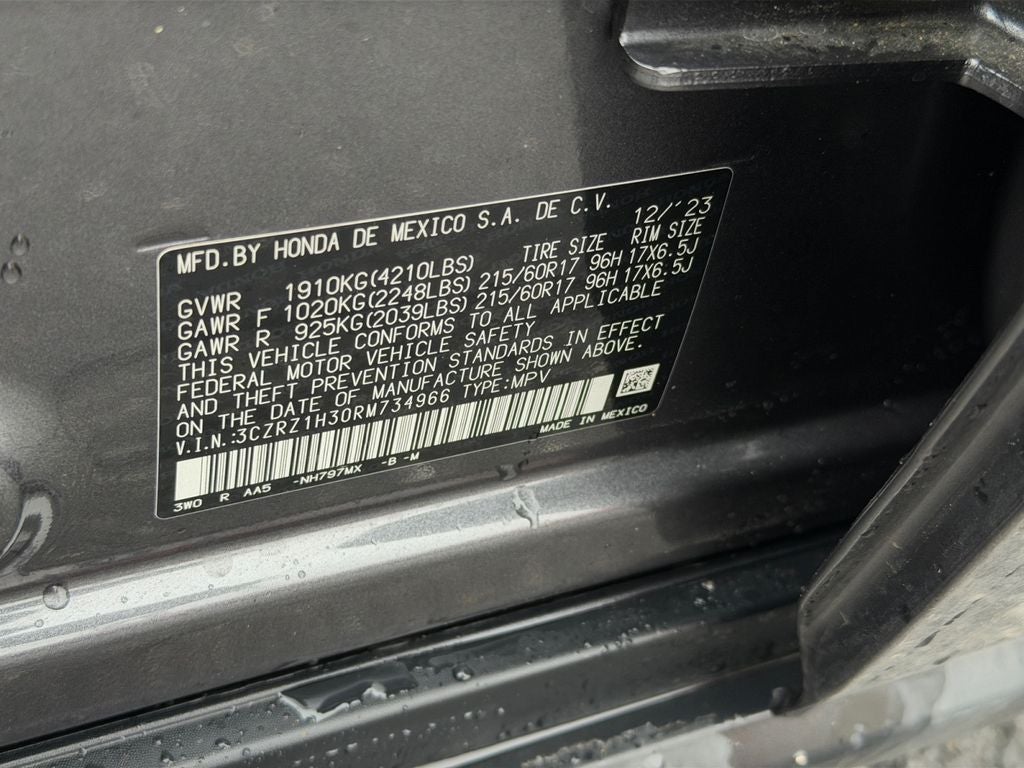 MFD.BY HONDA DE MEXICO S.A. DE C.V. 12/'23
TIRE SIZE RIM SIZE
GVWR 1910KG(4210LBS)
GAWR F 1020KG(2248LBS) 215/60R17 96H 17X6.5J
GAWR R 925KG(2039LBS) 215/60R17 96H 17X6.5J
THIS VEHICLE CONFORMS TO ALL APPLICABLE
FEDERAL MOTOR VEHICLE SAFETY
AND THEFT PREVENTION STANDARDS IN EFFECT
ON THE DATE OF MANUFACTURE SHOWN ABOVE.
V.I.N.:3CZRZ1H30RM734966 TYPE:MPV
MADE IN MEXICO
3W0 R AA5 -NH797MX -B -M